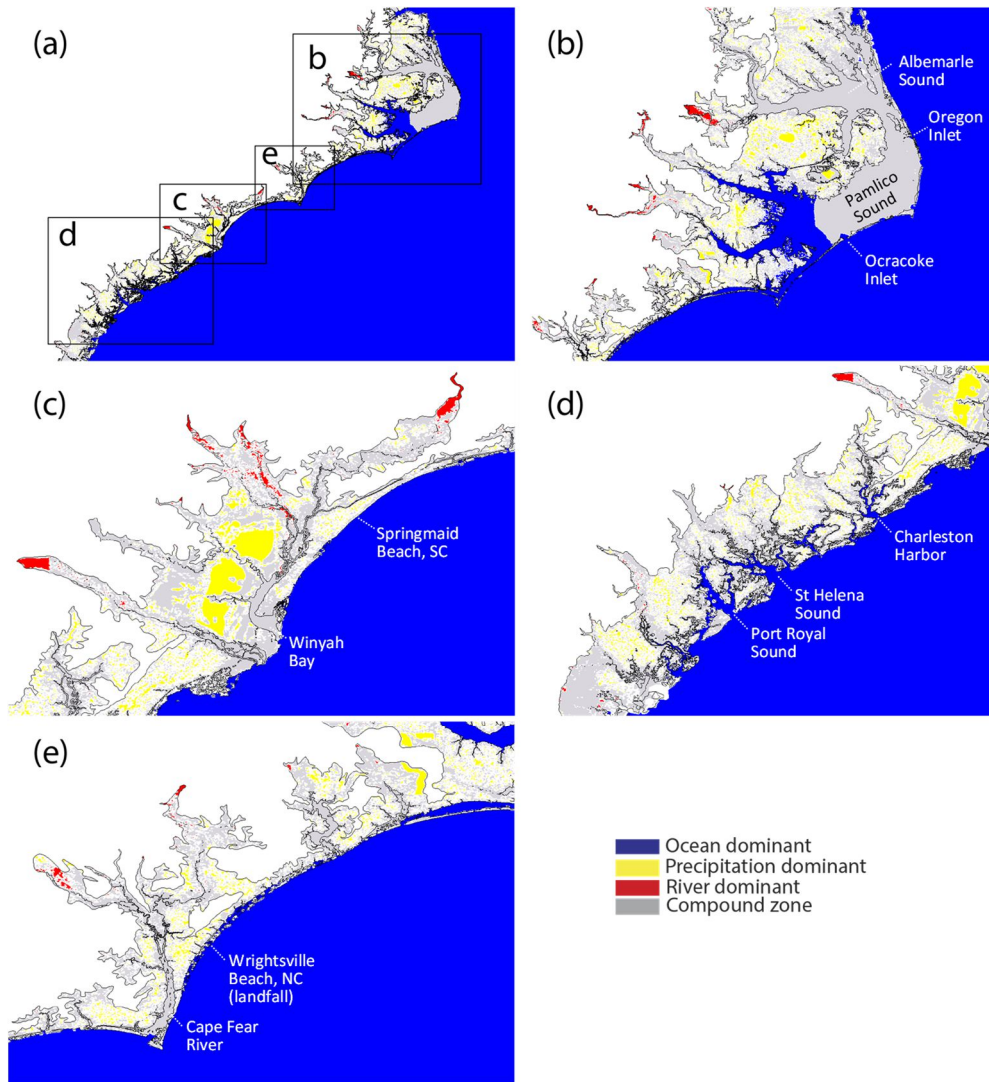 (a)
b
e
c
d
(b)
Albemarle
Sound
Oregon
Inlet
Pamlico
Sound
Ocracoke
Inlet
(c)
Springmaid
Beach, SC
Winyah
Bay
(d)
Charleston
Harbor
St Helena
Sound
Port Royal
Sound
(e)
Wrightsville
Beach, NC
(landfall)
Cape Fear
River
Ocean dominant
Precipitation dominant
River dominant
Compound zone